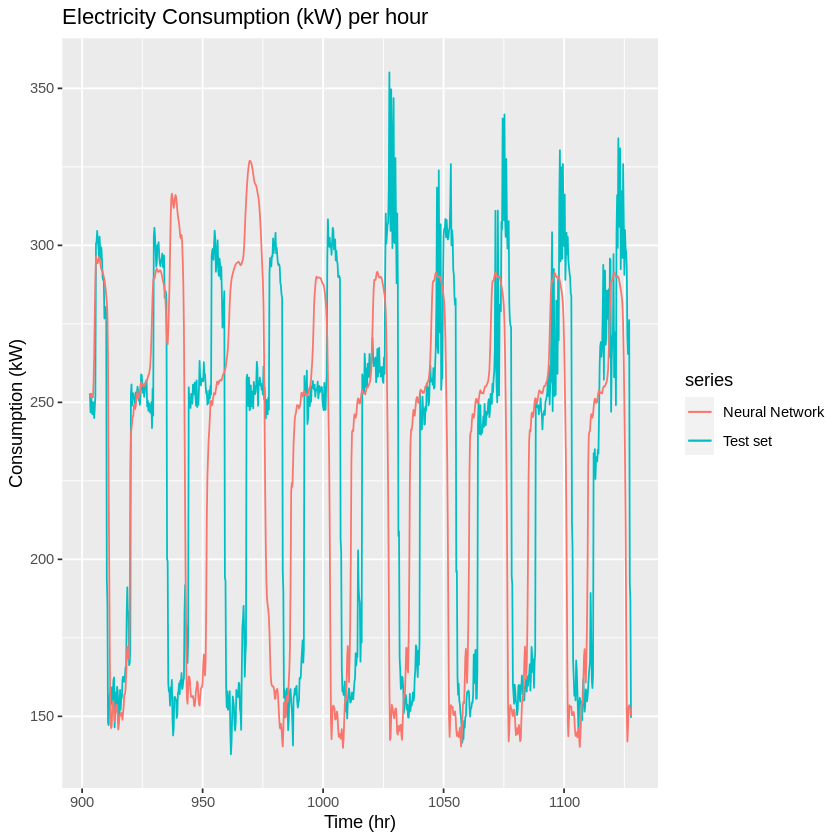 Electricity Consumption (kW) per hour
350
300
250
200
150
Consumption (kW)
900
950
1000
1050
1100
Time (hr)
series
Neural Network
Test set